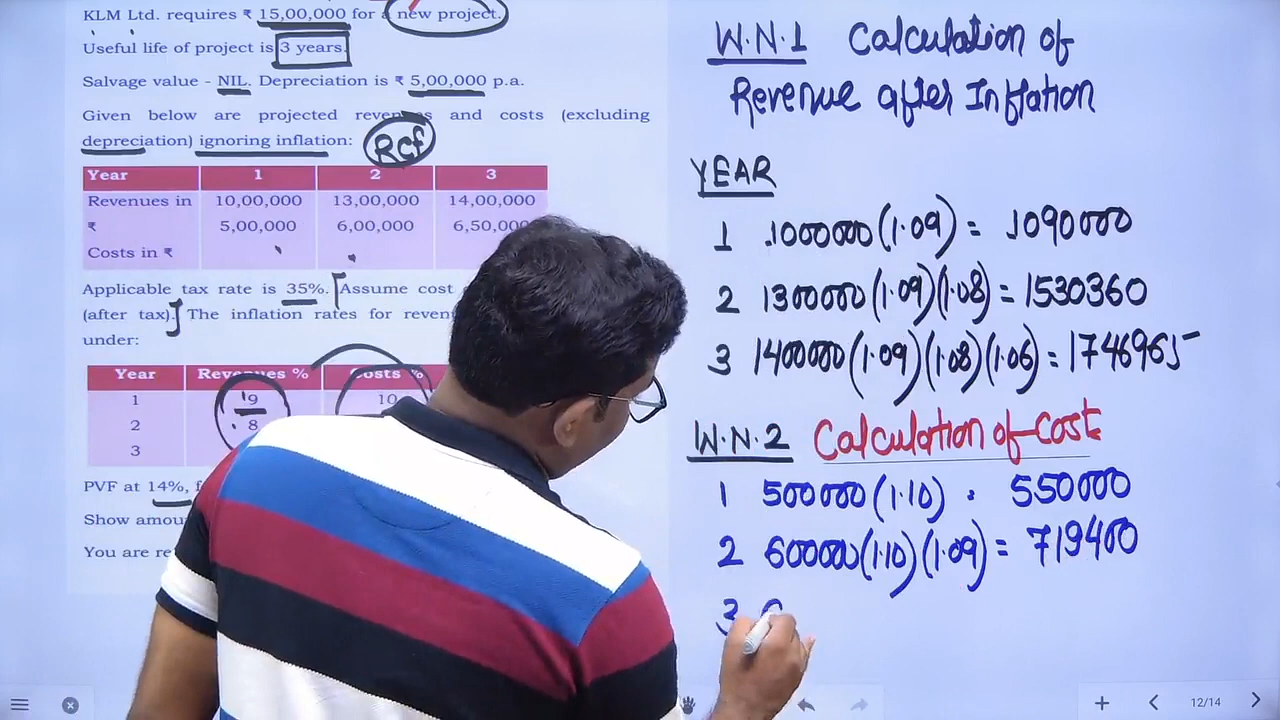 KLM Ltd. requires ₹ 15,00,000 for a new project.
Useful life of project is 3 years.
Salvage value - NIL. Depreciation is ₹ 5,00,000 p.a.
Given below are projected revenues and costs (excluding
depreciation) ignoring inflation:
RCf
Year 1 2 3
Revenues in 10,00,000 13,00,000 14,00,000
₹ 5,00,000 6,00,000 6,50,000
Costs in ₹
Applicable tax rate is 35%. Assume cost
(after tax). The inflation rates for
under:
Year Revenues % Costs %
1 9 10
2 8
3
PVF at 14%,
Show
You are
W.N.1 Calculation of
Revenue after Inflation
YEAR
1 1000000(1.09) = 1090000
2 1300000(1.09)(1.08) = 1530360
3 1400000(1.09)(1.08)(1.06) = 1746965
W.N.2 Calculation of Costs
1 500000(1.10) = 550000
2 600000(1.10)(1.09) = 719400
3
12/14